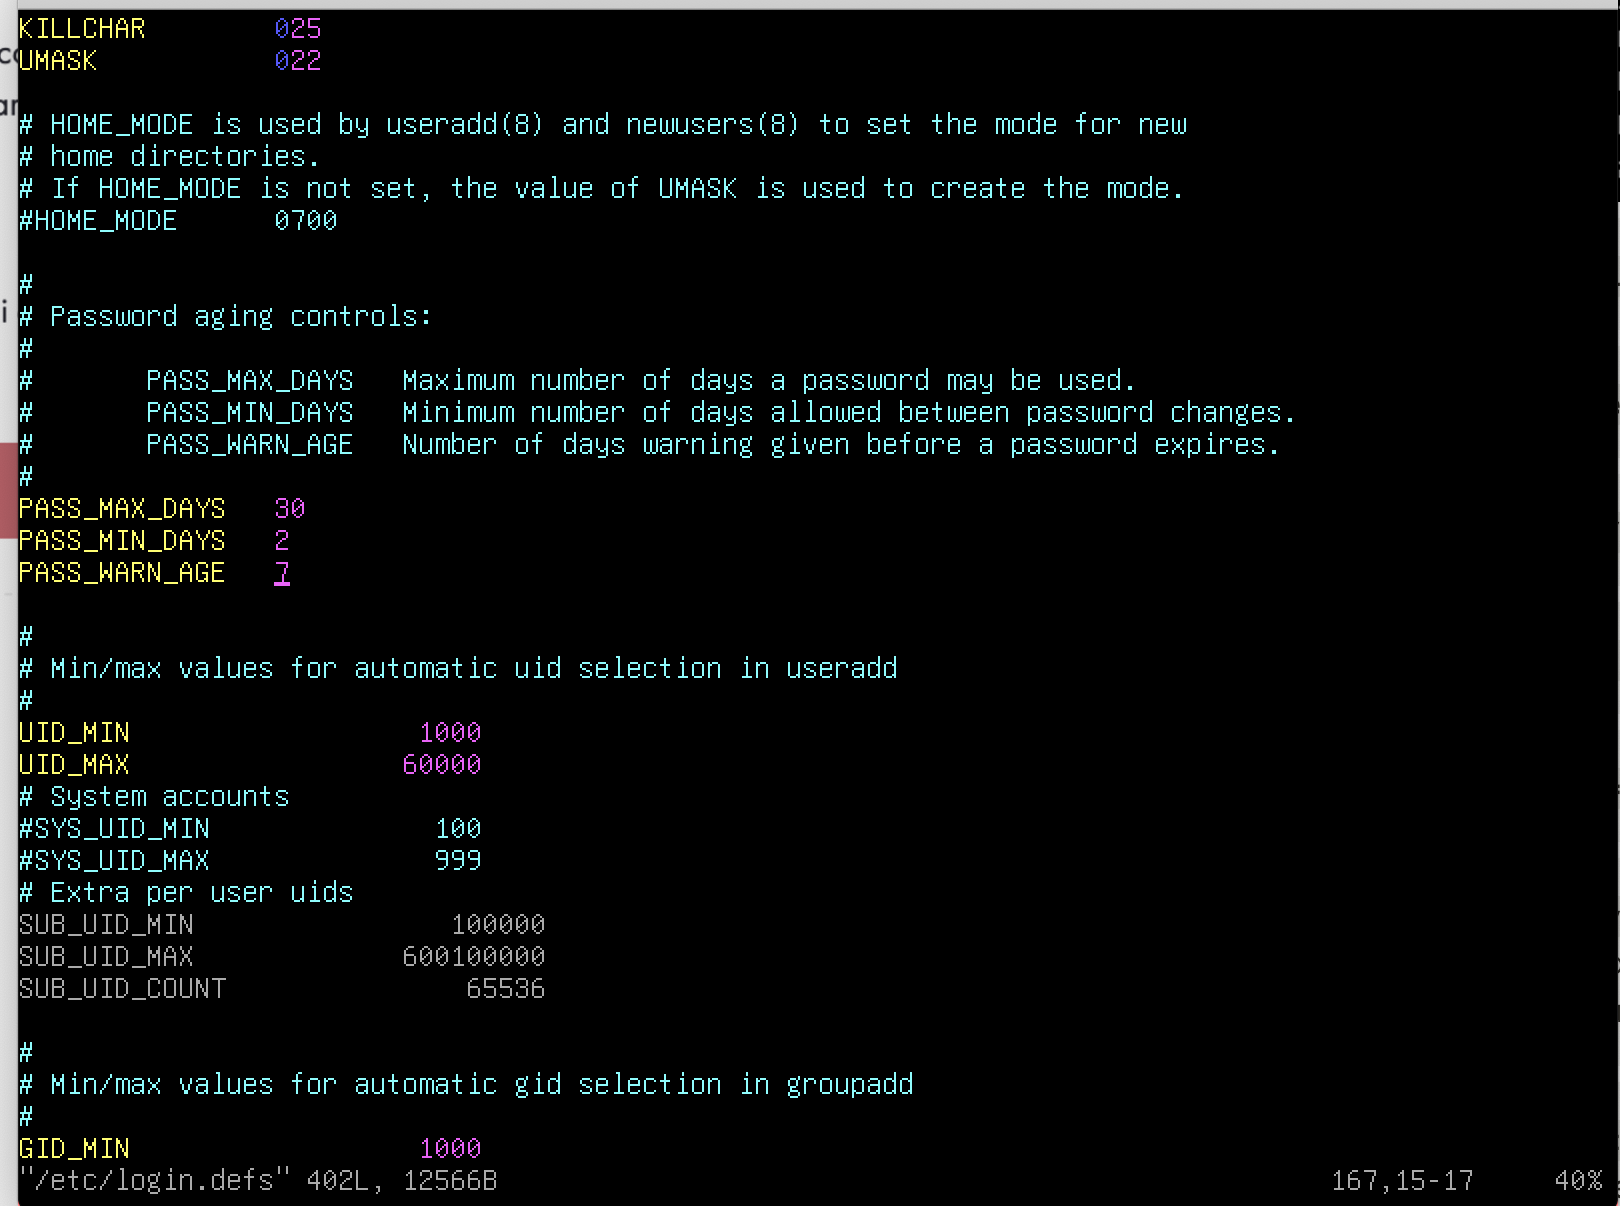 KILLCHAR 025
UMASK 022
# HOME_MODE is used by useradd(8) and newusers(8) to set the mode for new
# home directories.
# If HOME_MODE is not set, the value of UMASK is used to create the mode.
#HOME_MODE 0700
#
# Password aging controls:
#
# PASS_MAX_DAYS Maximum number of days a password may be used.
# PASS_MIN_DAYS Minimum number of days allowed between password changes.
# PASS_WARN_AGE Number of days warning given before a password expires.
#
PASS_MAX_DAYS 30
PASS_MIN_DAYS 2
PASS_WARN_AGE 7
#
# Min/max values for automatic uid selection in useradd
#
UID_MIN 1000
UID_MAX 60000
# System accounts
#SYS_UID_MIN 100
#SYS_UID_MAX 999
# Extra per user uids
SUB_UID_MIN 100000
SUB_UID_MAX 600100000
SUB_UID_COUNT 65536
#
# Min/max values for automatic gid selection in groupadd
#
GID_MIN 1000
"/etc/login.defs" 402L, 12566B 167,15-17 40%